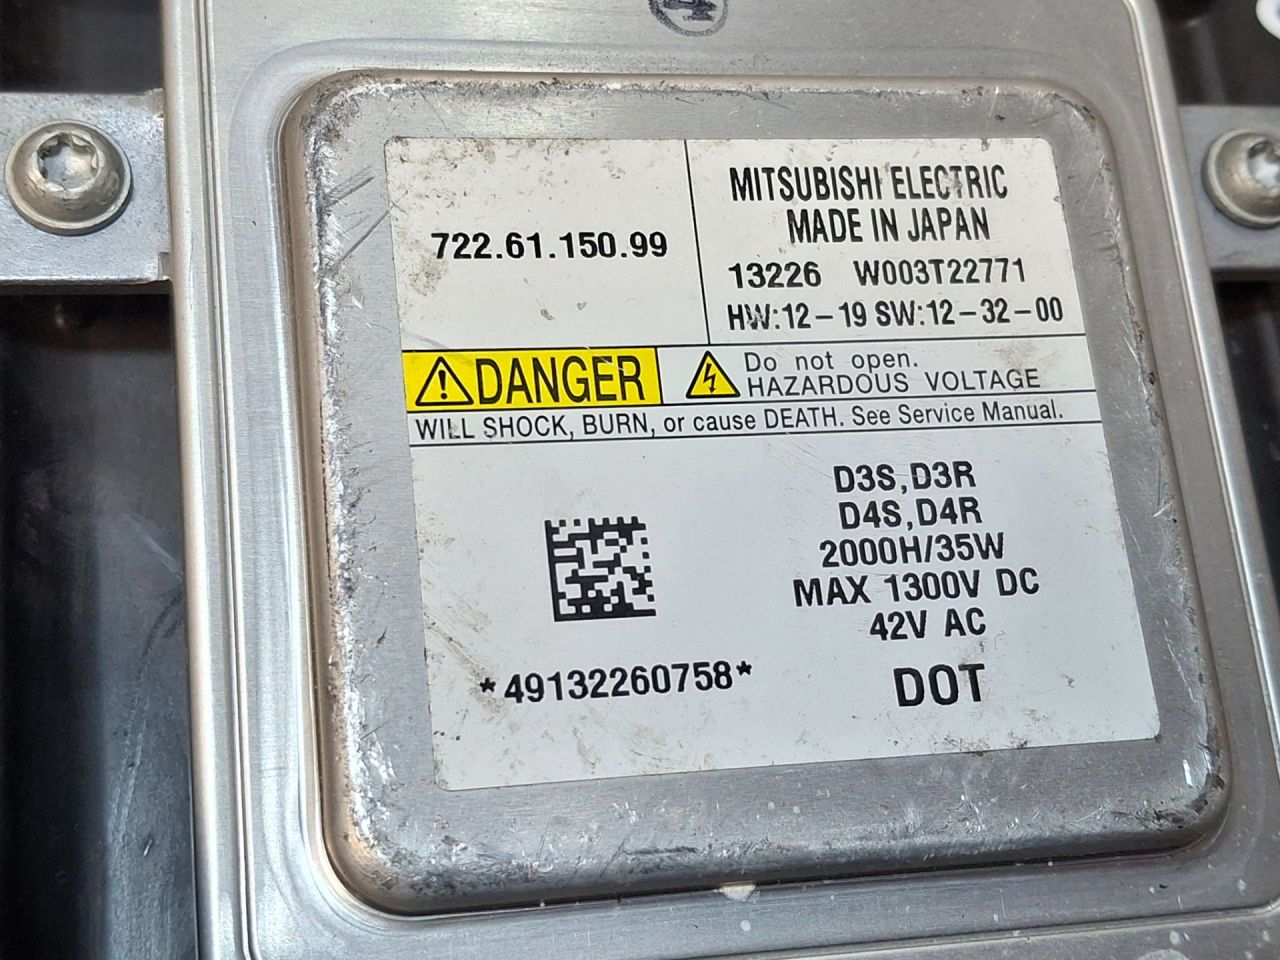 722.61.150.99
MITSUBISHI ELECTRIC
MADE IN JAPAN
13226 W003T22771
HW:12-19 SW:12-32-00
DANGER
Do not open.
HAZARDOUS VOLTAGE
WILL SHOCK, BURN, or cause DEATH. See Service Manual.
D3S,D3R
D4S,D4R
2000H/35W
MAX 1300V DC
42V AC
*49132260758*
DOT